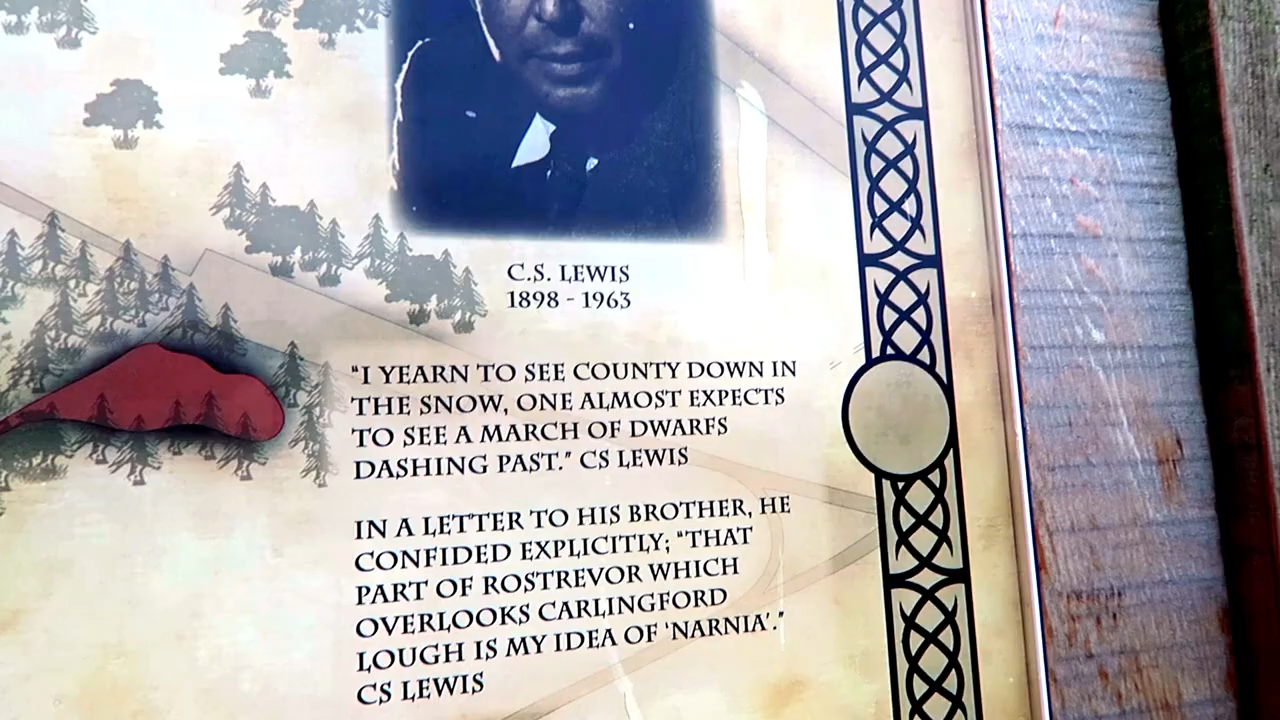 C.S. LEWIS
1898 - 1963
"I YEARN TO SEE COUNTY DOWN IN
THE SNOW, ONE ALMOST EXPECTS
TO SEE A MARCH OF DWARFS
DASHING PAST." CS LEWIS
IN A LETTER TO HIS BROTHER, HE
CONFIDED EXPLICITLY; "THAT
PART OF ROSTREVOR WHICH
OVERLOOKS CARLINGFORD
LOUGH IS MY IDEA OF 'NARNIA'."
CS LEWIS